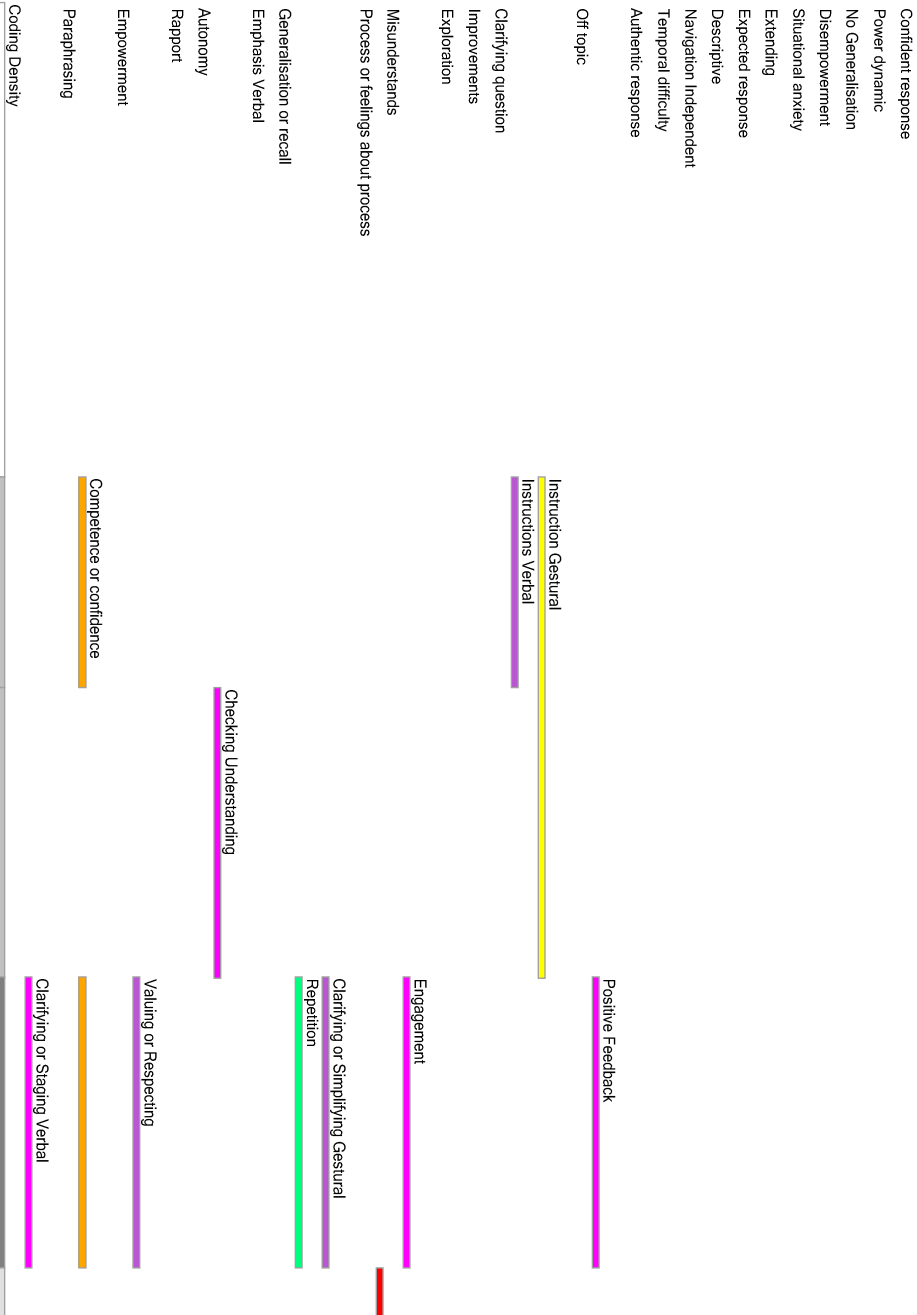 Confident response
Power dynamic
No Generalisation
Disempowerment
Situational anxiety
Extending
Expected response
Descriptive
Navigation Independent
Temporal difficulty
Authentic response
Positive Feedback
Off topic
Instruction Gestural
Instructions Verbal
Clarifying question
Improvements
Exploration
Engagement
Misunderstands
Process or feelings about process
Clarifying or Simplifying Gestural
Repetition
Generalisation or recall
Emphasis Verbal
Checking Understanding
Autonomy
Rapport
Valuing or Respecting
Empowerment
Competence or confidence
Paraphrasing
Clarifying or Staging Verbal
Coding Density